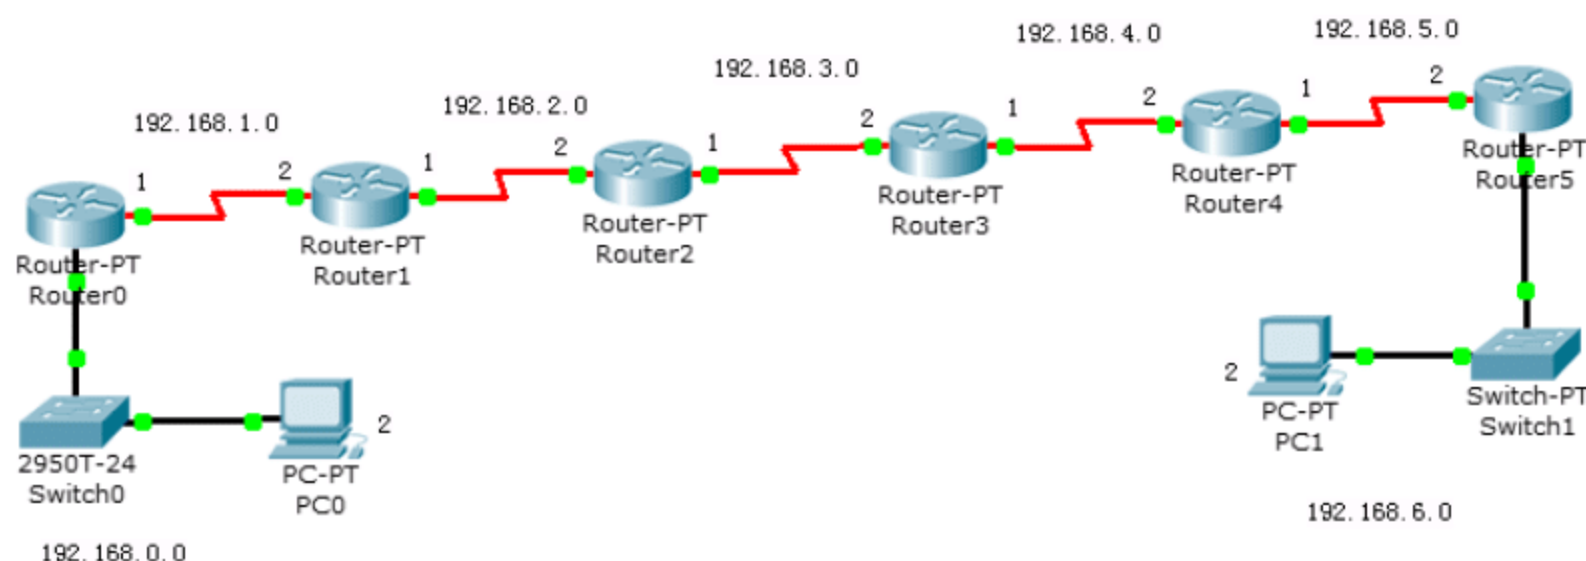 192.168.4.0
192.168.5.0
192.168.3.0
192.168.2.0
192.168.1.0
1
2
1
2
1
2
1
2
1
2
Router-PT
Router0
Router-PT
Router1
Router-PT
Router2
Router-PT
Router3
Router-PT
Router4
Router-PT
Router5
2950T-24
Switch0
2
PC-PT
PC0
192.168.0.0
2
PC-PT
PC1
Switch-PT
Switch1
192.168.6.0